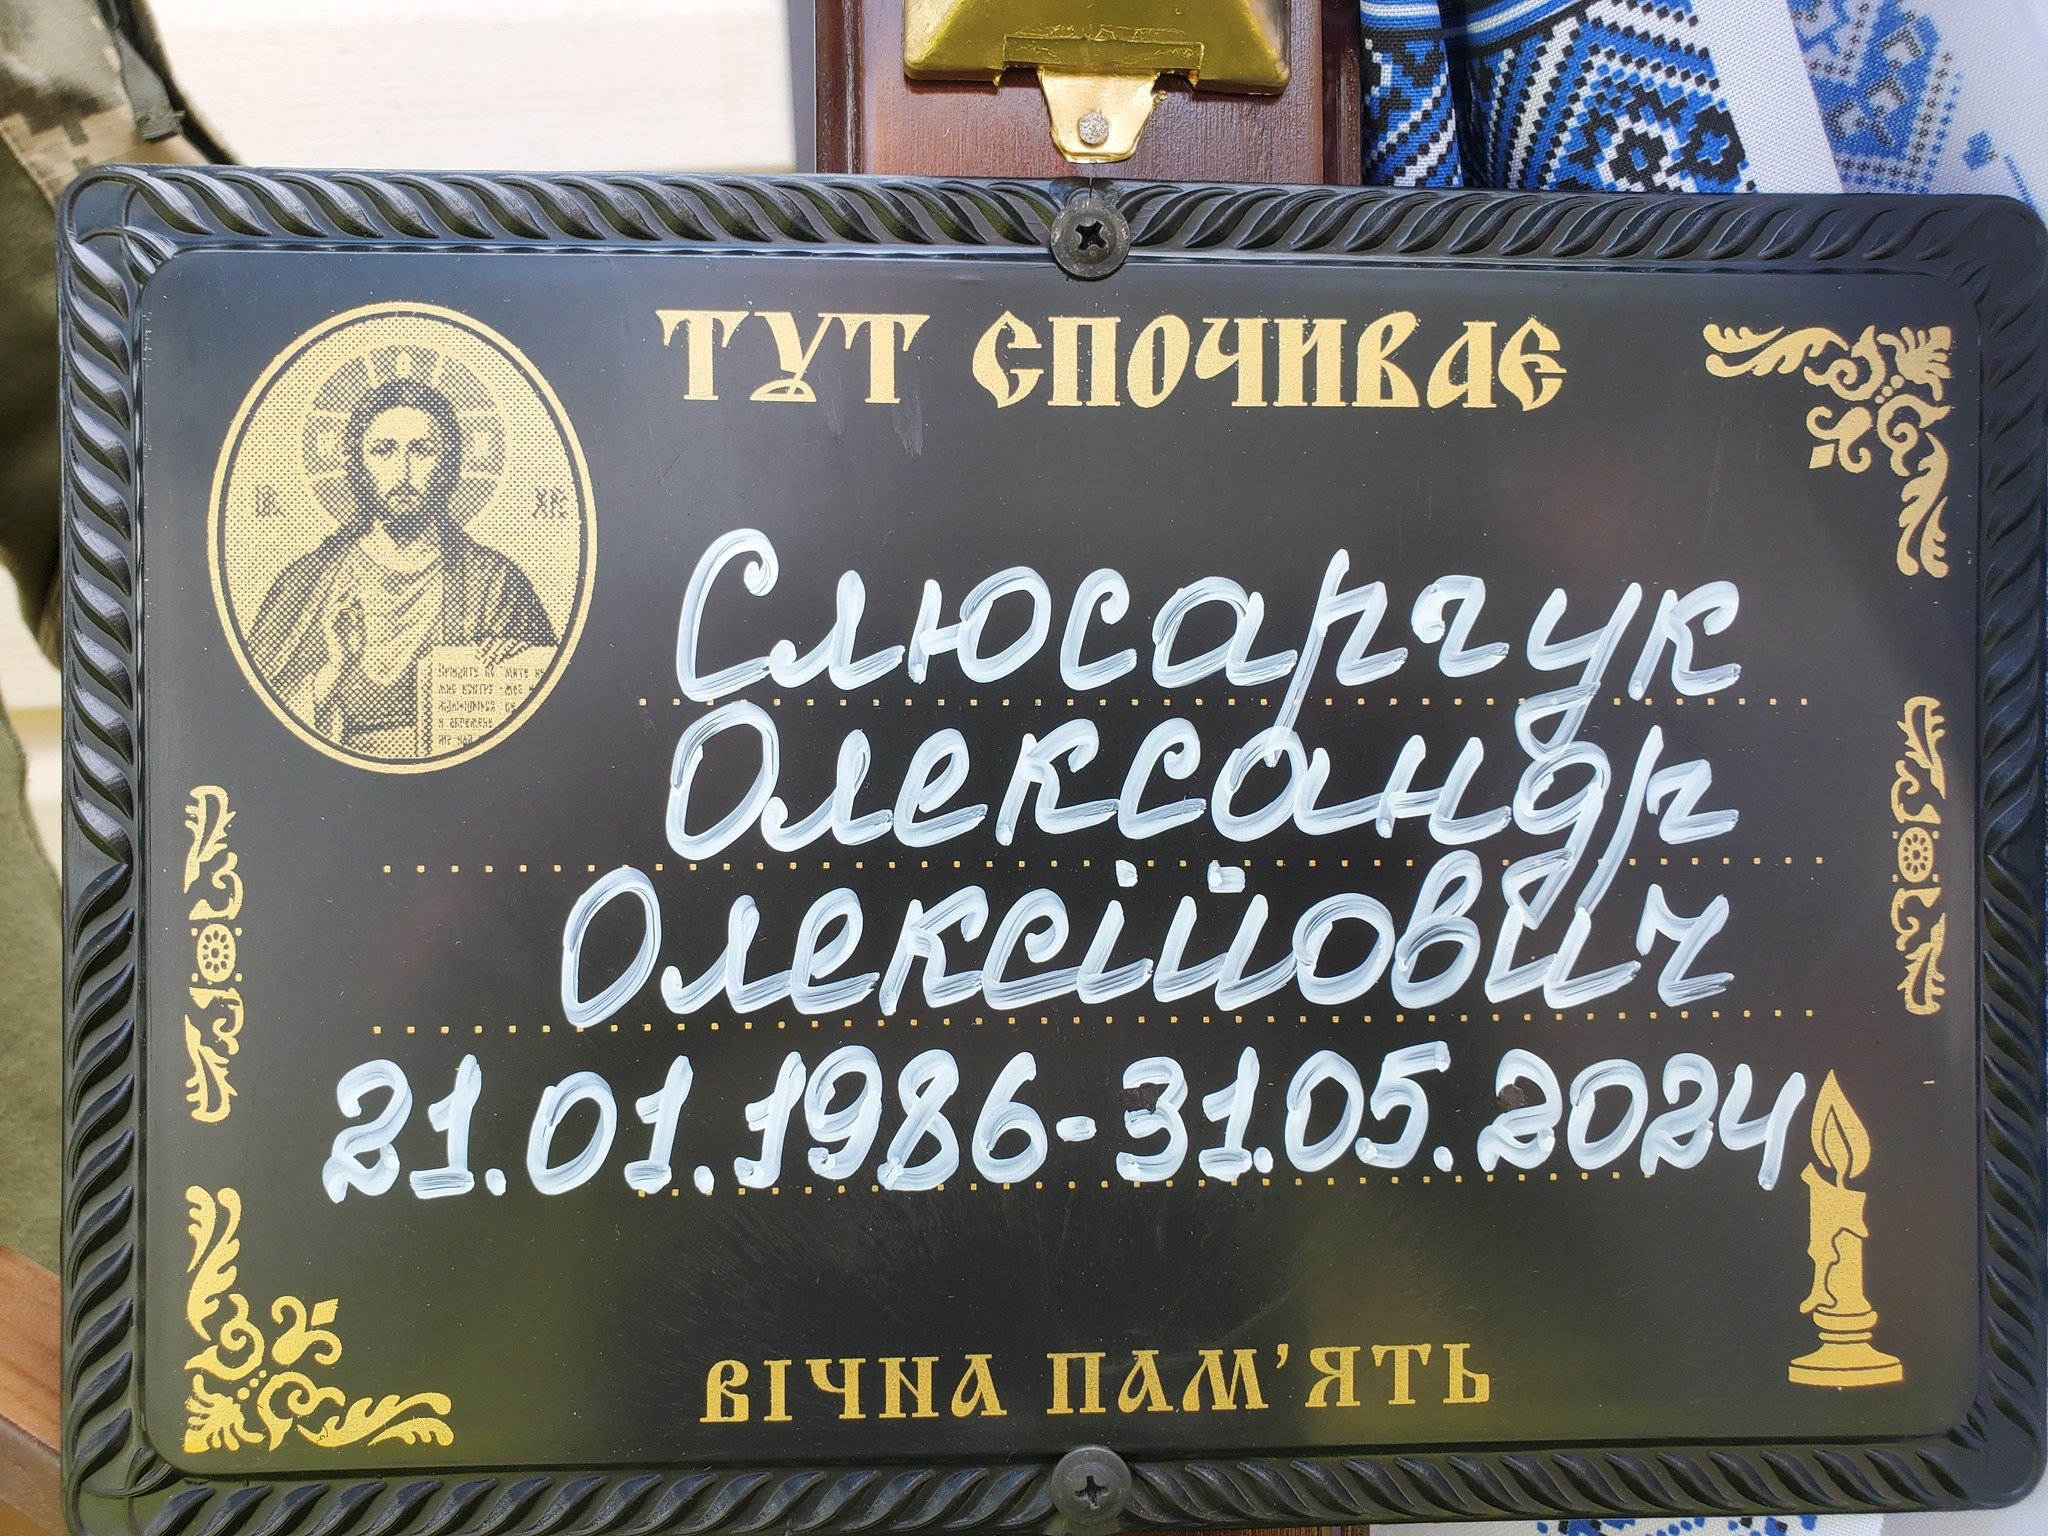 ТУТ СПОЧИВАЄ
Слюсарчук
Олександр
Олексійович
21.01.1986-31.05.2024
ВІЧНА ПАМ'ЯТЬ